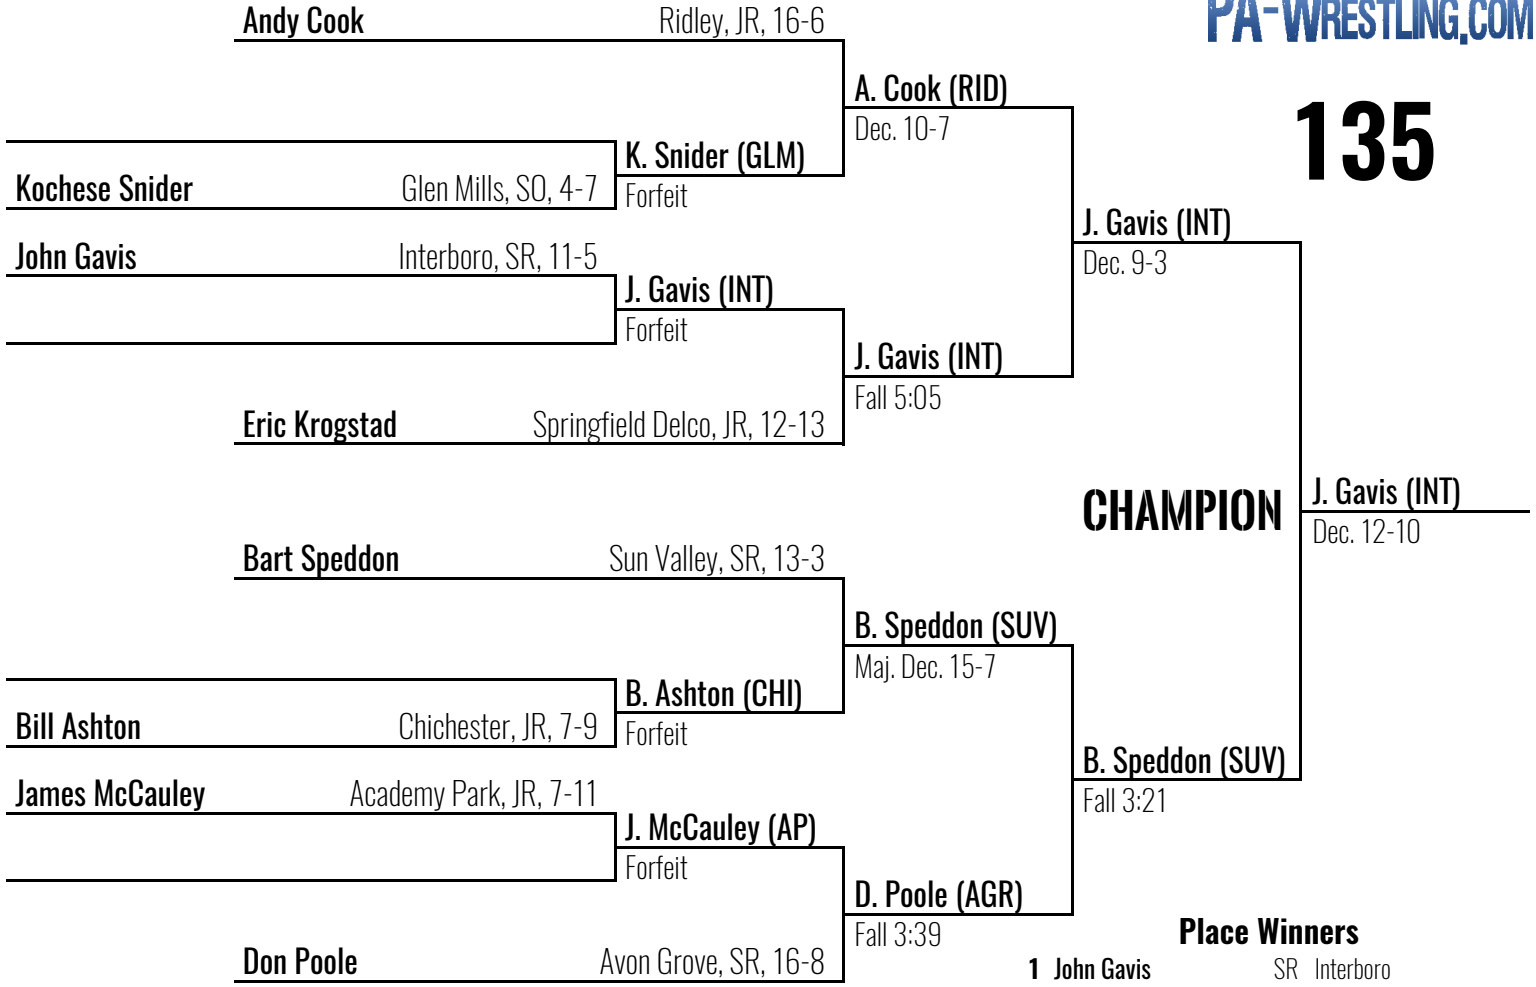 Andy Cook Ridley, JR, 16-6
PA-WRESTLING.COM
A. Cook (RID)
Dec. 10-7
135
K. Snider (GLM)
Kochese Snider Glen Mills, SO, 4-7
Forfeit
J. Gavis (INT)
Dec. 9-3
John Gavis Interboro, SR, 11-5
J. Gavis (INT)
Forfeit
J. Gavis (INT)
Fall 5:05
Eric Krogstad Springfield Delco, JR, 12-13
CHAMPION
J. Gavis (INT)
Dec. 12-10
Bart Speddon Sun Valley, SR, 13-3
B. Speddon (SUV)
Maj. Dec. 15-7
B. Ashton (CHI)
Bill Ashton Chichester, JR, 7-9
Forfeit
B. Speddon (SUV)
Fall 3:21
James McCauley Academy Park, JR, 7-11
J. McCauley (AP)
Forfeit
D. Poole (AGR)
Fall 3:39
Place Winners
Don Poole Avon Grove, SR, 16-8
1 John Gavis SR Interboro